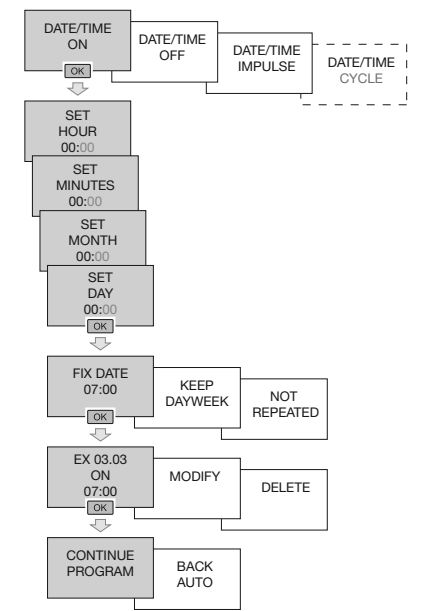 DATE/TIME
ON
OK
DATE/TIME
OFF
DATE/TIME
IMPULSE
DATE/TIME
CYCLE
SET
HOUR
00:00
SET
MINUTES
00:00
SET
MONTH
00:00
SET
DAY
00:00
OK
FIX DATE
07:00
OK
KEEP
DAYWEEK
NOT
REPEATED
EX 03.03
ON
07:00
OK
MODIFY
DELETE
CONTINUE
PROGRAM
BACK
AUTO